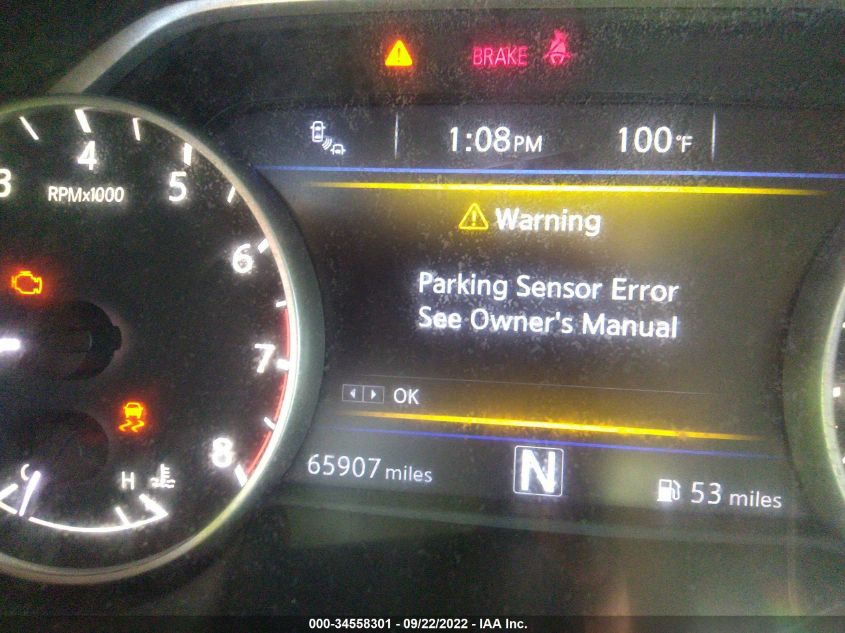 BRAKE
1:08PM
100°F
3
4
5
RPMx1000
6
7
8
Warning
Parking Sensor Error
See Owner's Manual
OK
C
H
65907 miles
N
53 miles
000-34558301 - 09/22/2022 - IAA Inc.